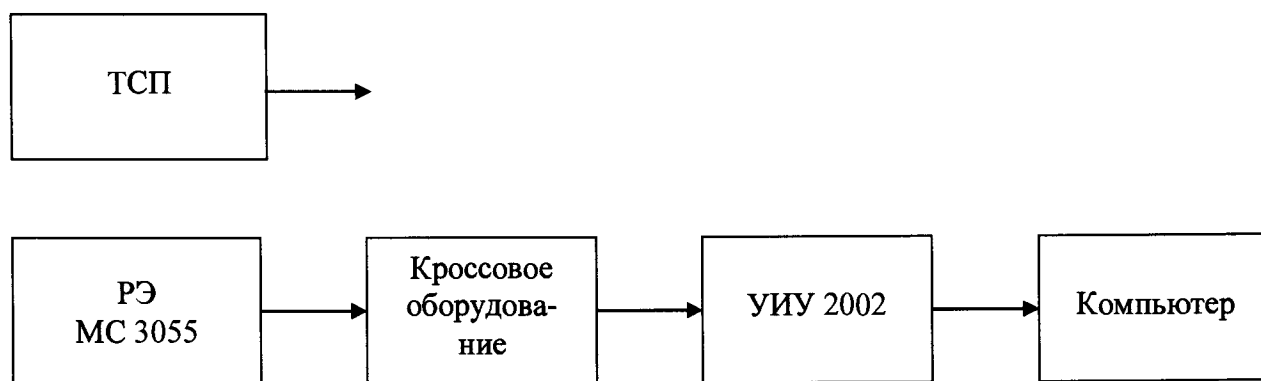 ТСП
РЭ
МС 3055
Кроссовое
оборудова-
ние
УИУ 2002
Компьютер